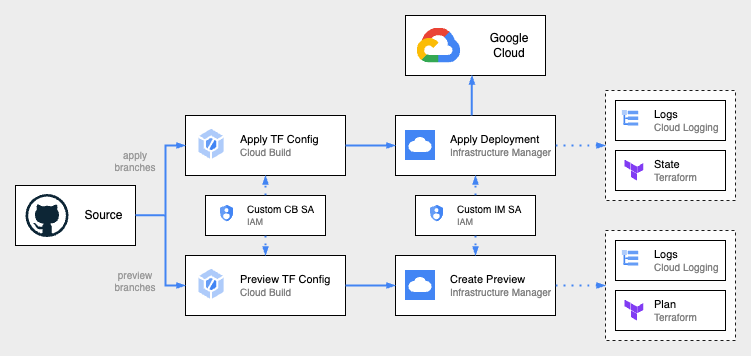 Google
Cloud
apply
branches
Apply TF Config
Cloud Build
Apply Deployment
Infrastructure Manager
Logs
Cloud Logging
State
Terraform
Source
Custom CB SA
IAM
Custom IM SA
IAM
preview
branches
Preview TF Config
Cloud Build
Create Preview
Infrastructure Manager
Logs
Cloud Logging
Plan
Terraform